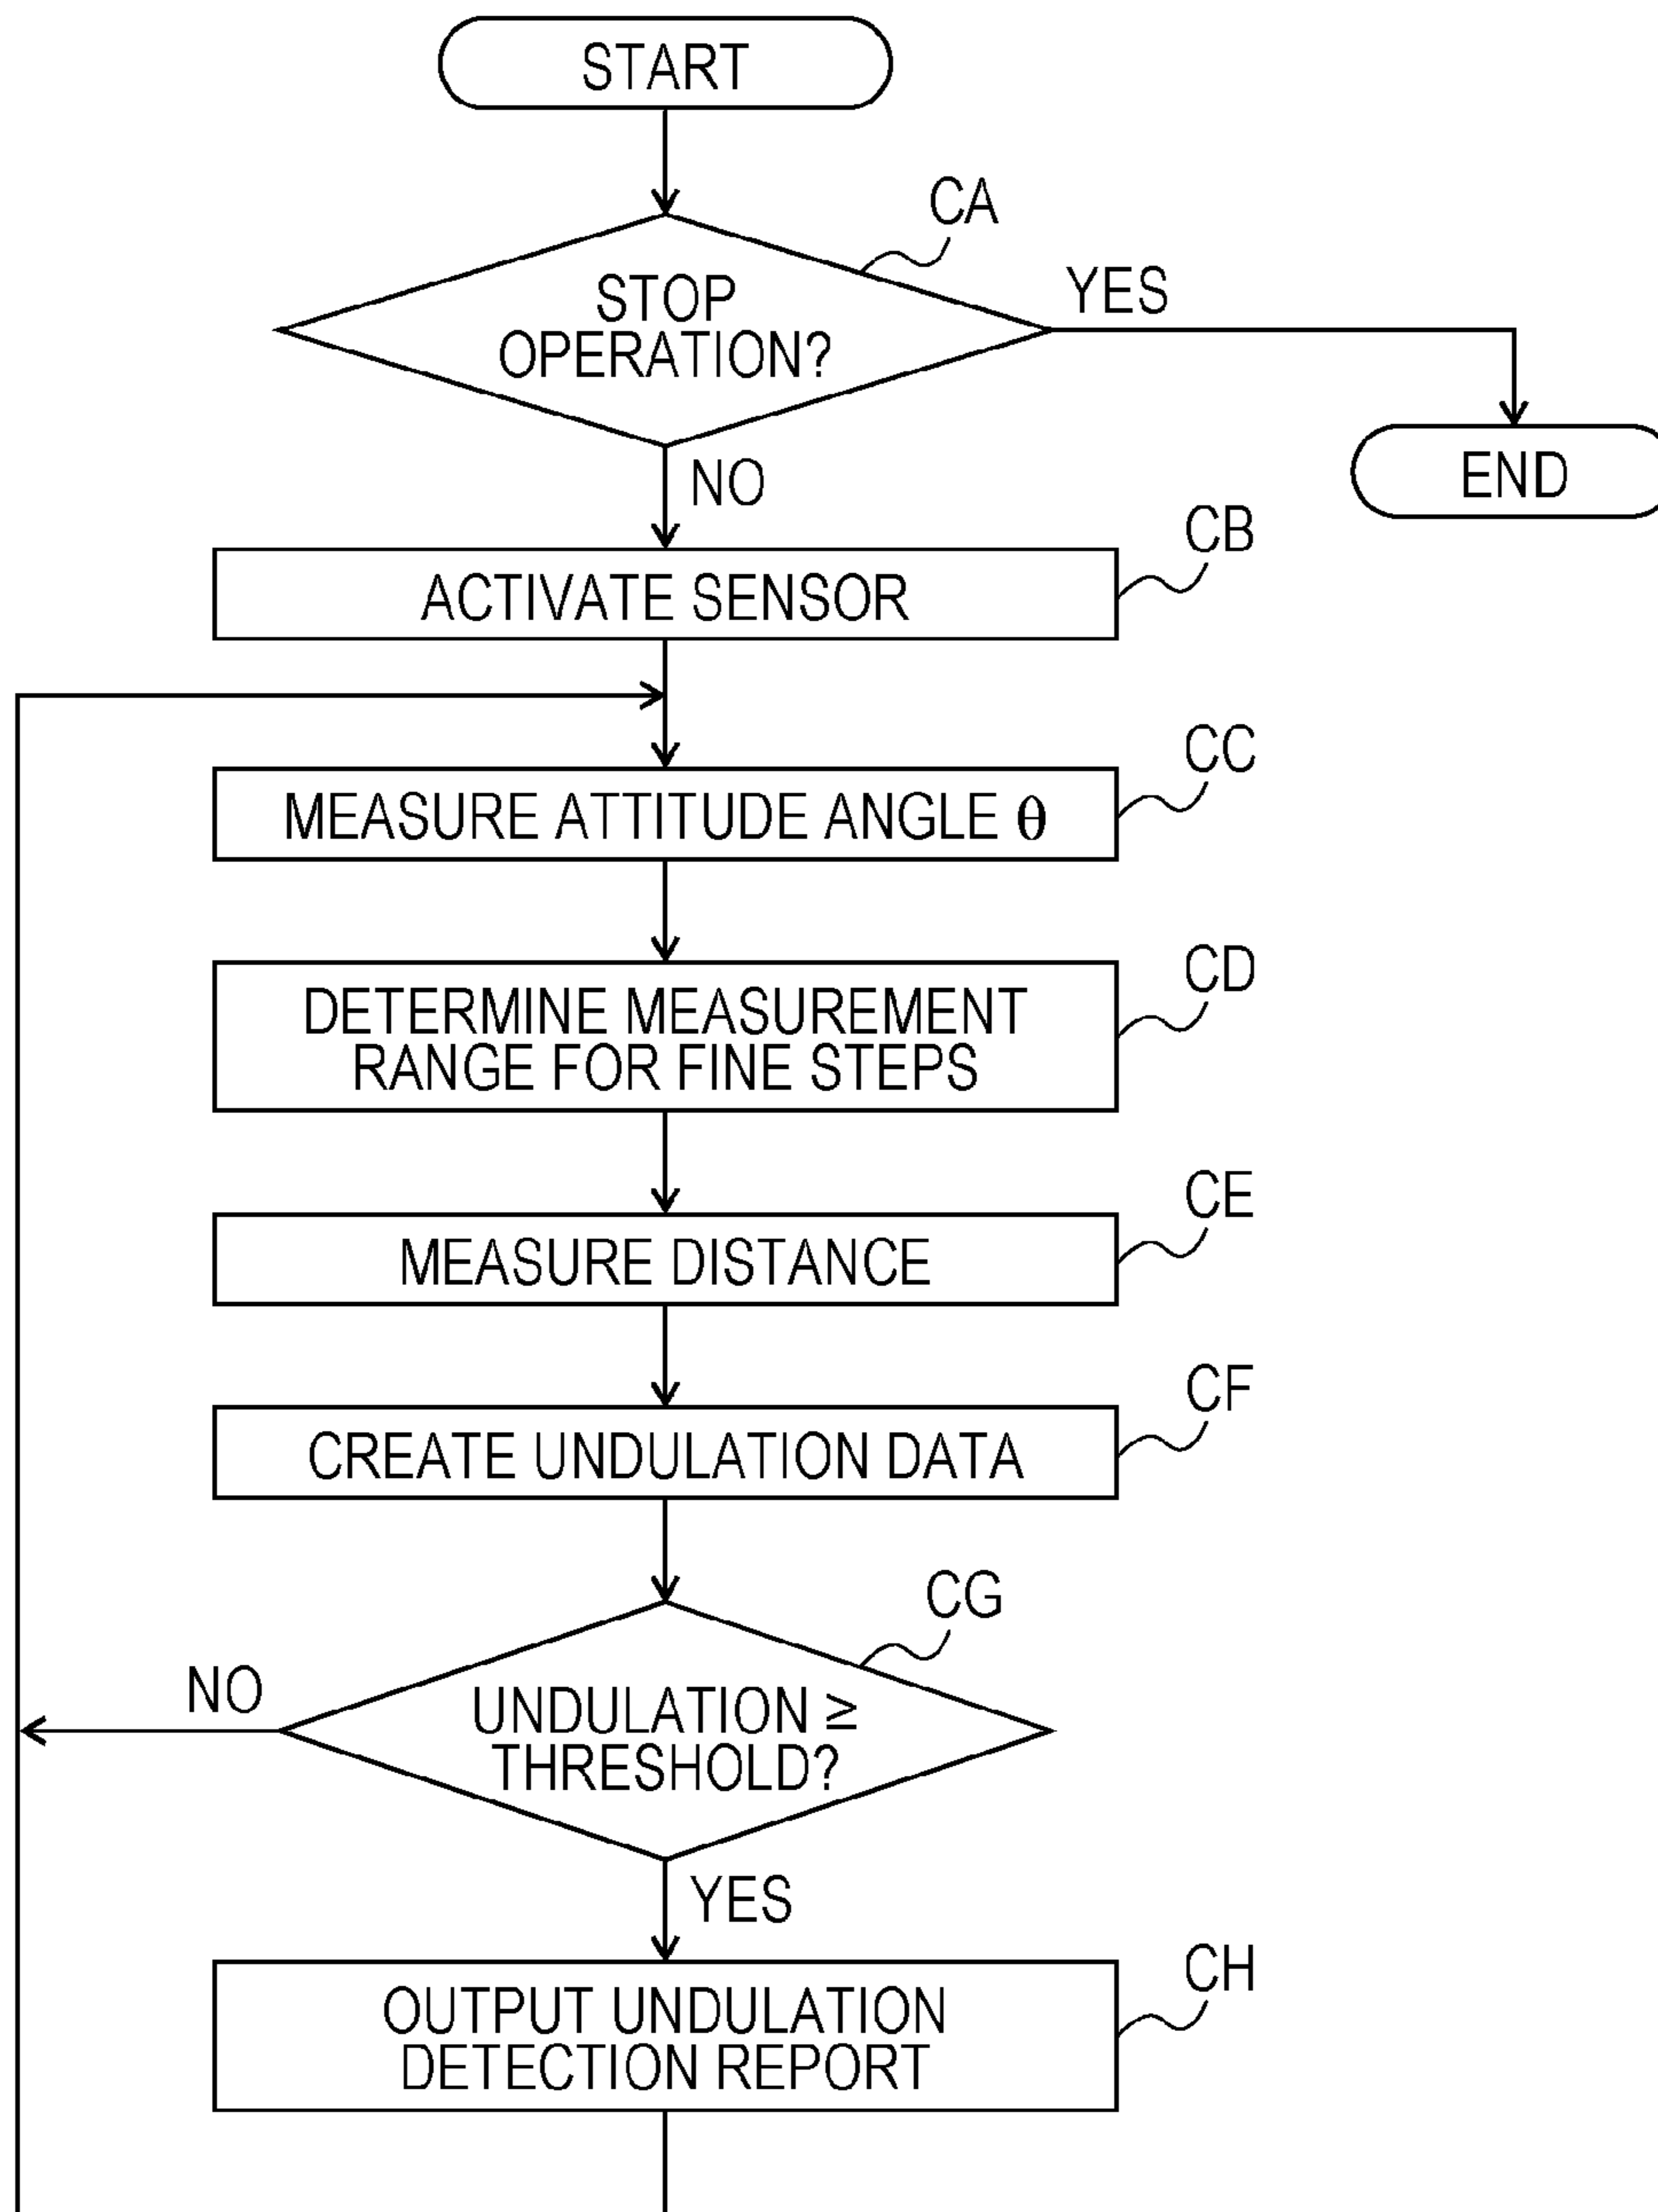 START
CA
STOP
OPERATION?
YES
NO
END
CB
ACTIVATE SENSOR
CC
MEASURE ATTITUDE ANGLE θ
CD
DETERMINE MEASUREMENT
RANGE FOR FINE STEPS
CE
MEASURE DISTANCE
CF
CREATE UNDULATION DATA
CG
NO
UNDULATION ≥
THRESHOLD?
YES
CH
OUTPUT UNDULATION
DETECTION REPORT